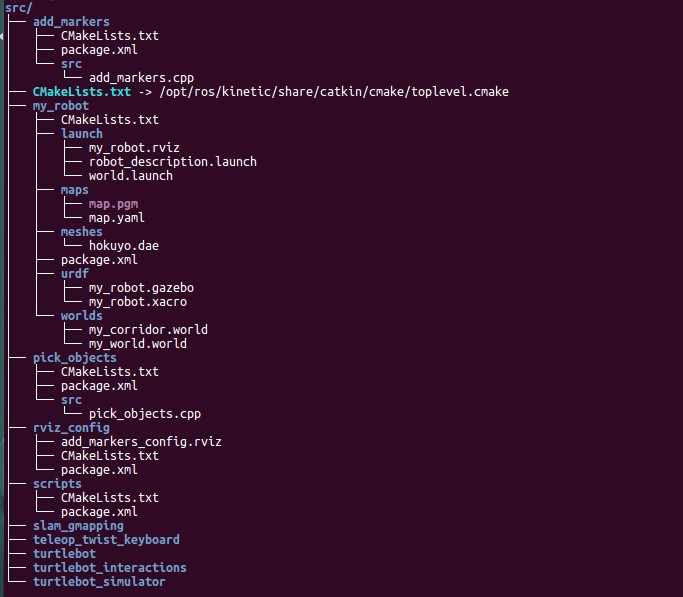 src/
├── add_markers
│   ├── CMakeLists.txt
│   ├── package.xml
│   └── src
│       └── add_markers.cpp
├── CMakeLists.txt -> /opt/ros/kinetic/share/catkin/cmake/toplevel.cmake
├── my_robot
│   ├── CMakeLists.txt
│   ├── launch
│   │   ├── my_robot.rviz
│   │   ├── robot_description.launch
│   │   └── world.launch
│   ├── maps
│   │   ├── map.pgm
│   │   └── map.yaml
│   ├── meshes
│   │   └── hokuyo.dae
│   ├── package.xml
│   ├── urdf
│   │   ├── my_robot.gazebo
│   │   └── my_robot.xacro
│   └── worlds
│       ├── my_corridor.world
│       └── my_world.world
├── pick_objects
│   ├── CMakeLists.txt
│   ├── package.xml
│   └── src
│       └── pick_objects.cpp
├── rviz_config
│   ├── add_markers_config.rviz
│   ├── CMakeLists.txt
│   └── package.xml
├── scripts
│   ├── CMakeLists.txt
│   └── package.xml
├── slam_gmapping
├── teleop_twist_keyboard
├── turtlebot
├── turtlebot_interactions
└── turtlebot_simulator